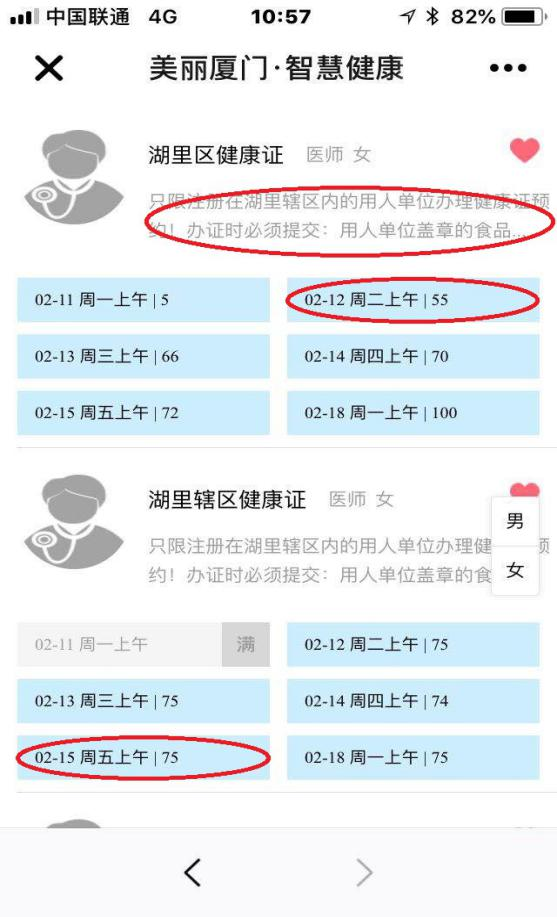 中国联通 4G 10:57 82%
美丽厦门·智慧健康
湖里区健康证 医师 女
只限注册在湖里辖区内的用人单位办理健康证预
约！办证时必须提交：用人单位盖章的食品...
02-11 周一上午 | 5
02-12 周二上午 | 55
02-13 周三上午 | 66
02-14 周四上午 | 70
02-15 周五上午 | 72
02-18 周一上午 | 100
湖里辖区健康证 医师 女
男
只限注册在湖里辖区内的用人单位办理健 预
约！办证时必须提交：用人单位盖章的食
女
02-11 周一上午 满
02-12 周二上午 | 75
02-13 周三上午 | 75
02-14 周四上午 | 74
02-15 周五上午 | 75
02-18 周一上午 | 75